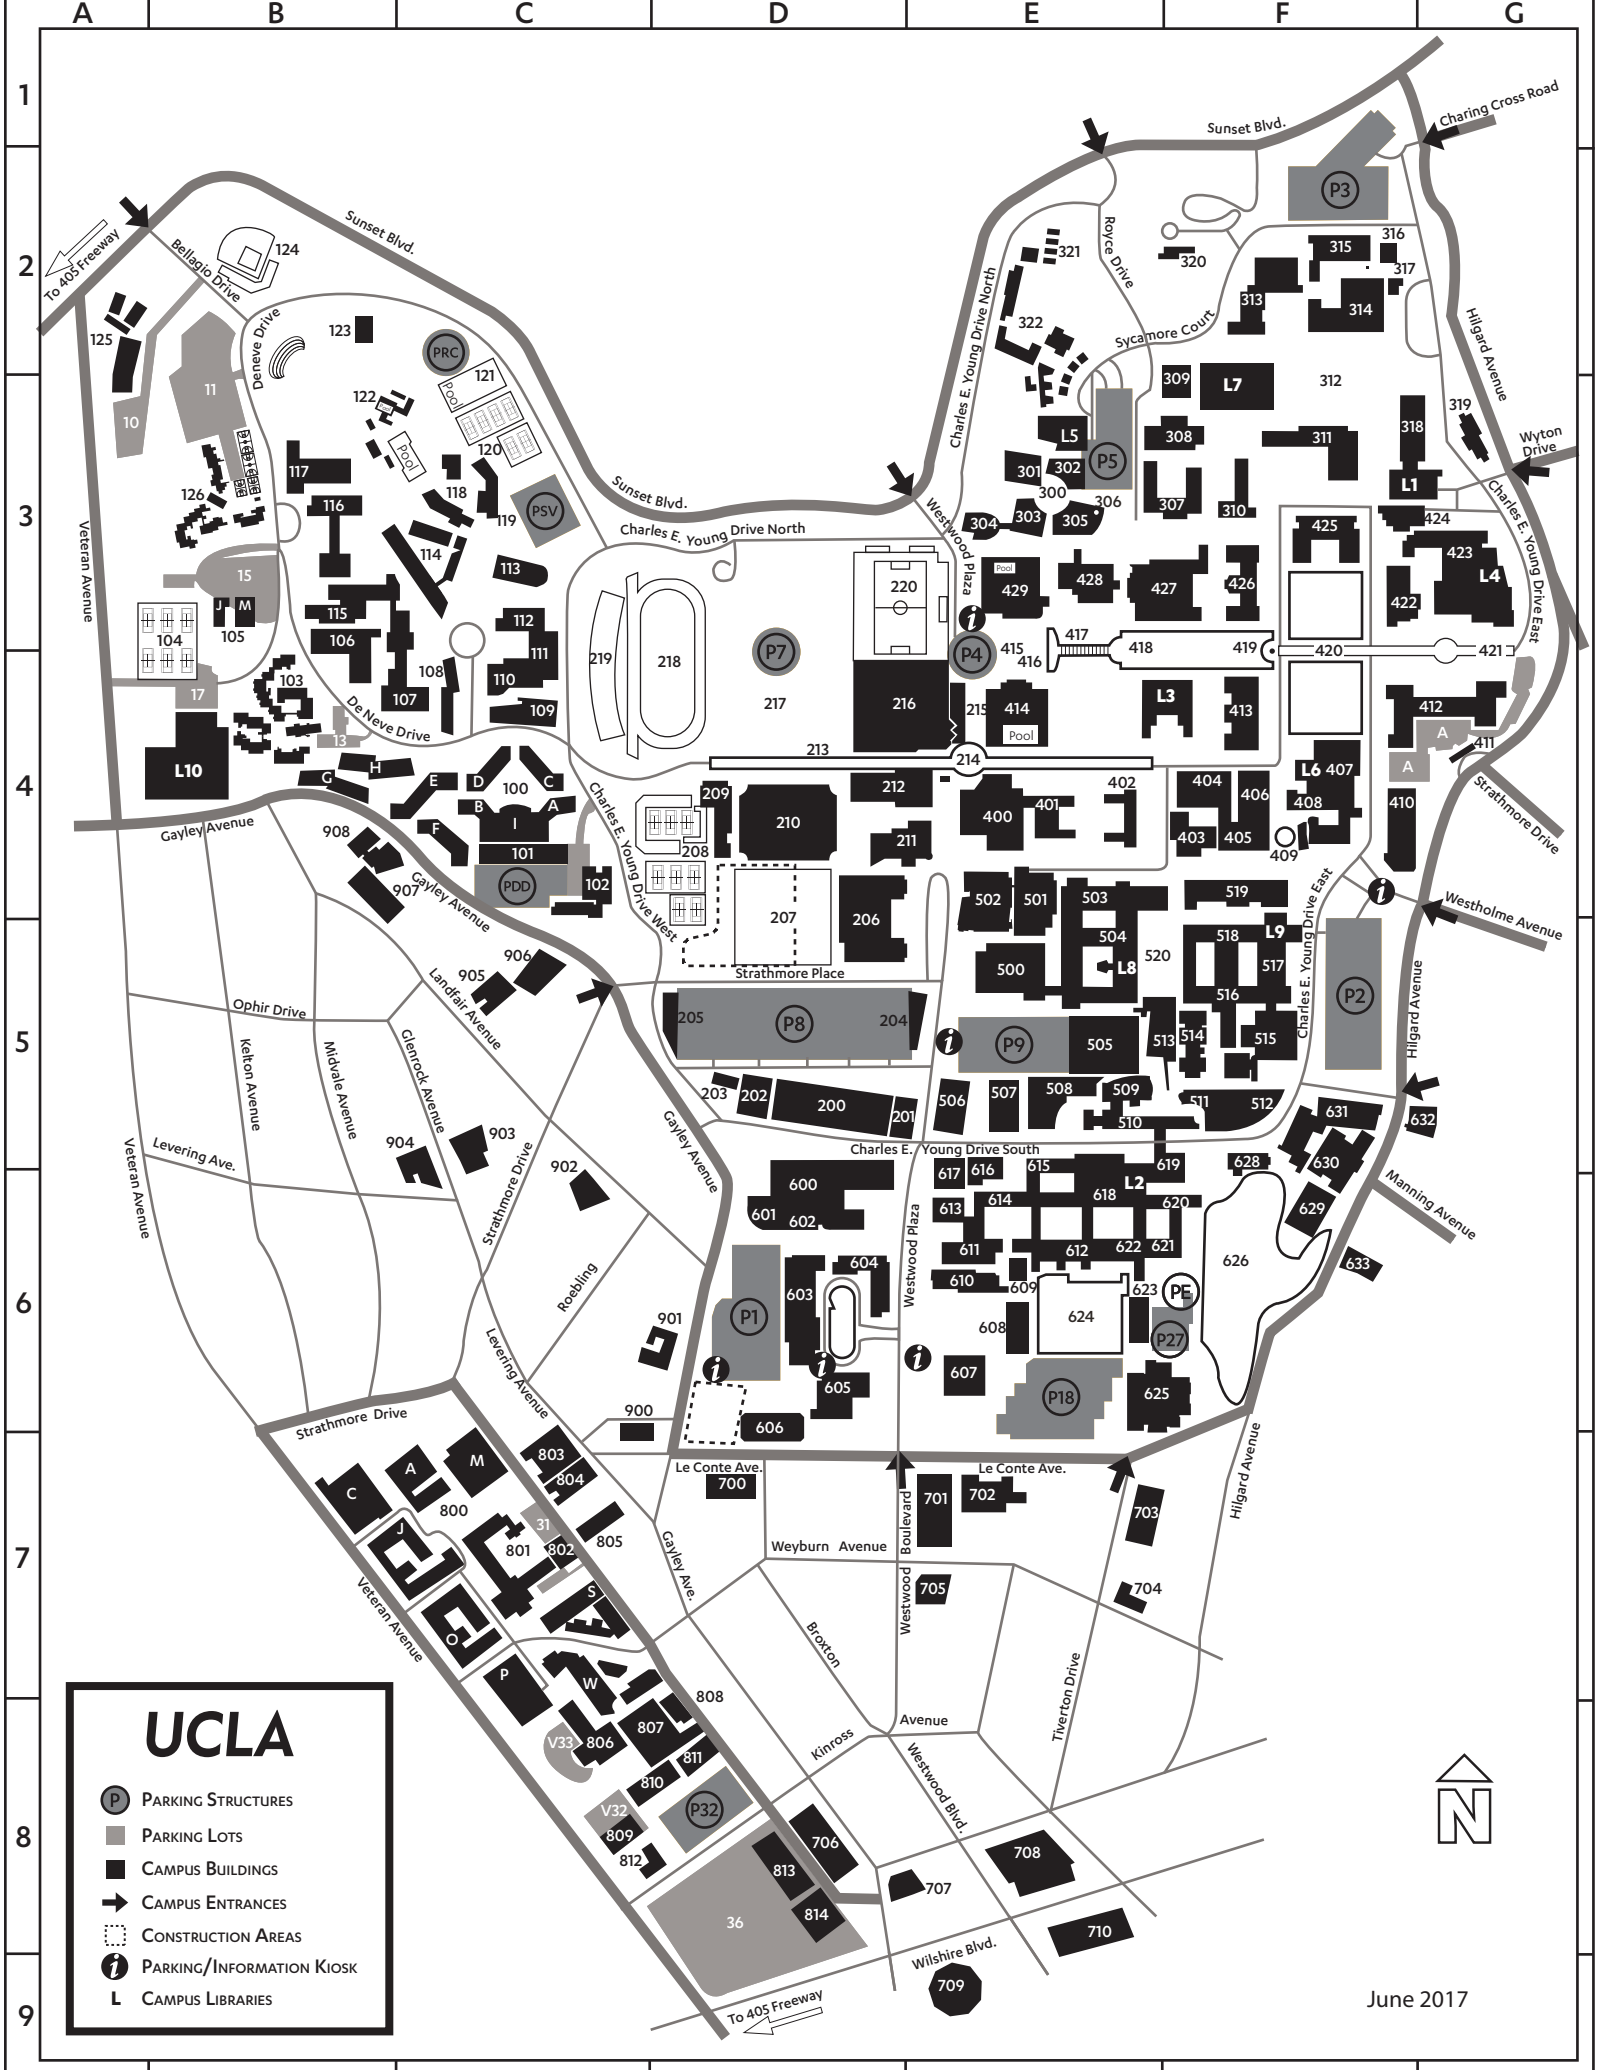 A B C D E F G
1
Charing Cross Road
Sunset Blvd.
P3
2
To 405 Freeway
Bellagio Drive
124
Sunset Blvd.
Royce Drive
321
320
315
316
317
313
314
125
Deneve Drive
123
PRC
Charles E. Young Drive North
322
Sycamore Court
Hilgard Avenue
11
10
121
Pool
122
Pool
120
309
L7
312
319
318
Wyton
Drive
3
Pool
117
126
116
118
119
PSV
Sunset Blvd.
Charles E. Young Drive North
Westwood Plaza
L5
301
302
300
P5
306
303
304
305
308
307
310
311
L1
424
Charles E. Young Drive East
Veteran Avenue
15
J
M
105
104
115
106
114
113
112
111
110
109
108
107
220
219
218
P7
217
216
215
Pool
429
428
427
426
425
423
L4
422
P4
415
416
417
418
419
420
421
17
103
13
De Neve Drive
L10
414
Pool
L3
413
412
A
411
A
213
214
4
G
H
E
D
C
100
B
A
I
F
101
PDD
102
Charles E. Young Drive West
209
210
208
212
211
207
206
400
401
402
404
406
403
405
409
L6
407
408
410
Strathmore Drive
Gayley Avenue
908
907
Gayley Avenue
502
501
503
504
L8
500
520
519
518
L9
517
516
Charles E. Young Drive East
P2
Westholme Avenue
Hilgard Avenue
Strathmore Place
906
905
Landfair Avenue
5
Ophir Drive
Kelton Avenue
Midvale Avenue
Glenrock Avenue
205
P8
204
P9
505
513
514
515
203
202
200
201
506
507
508
509
510
511
512
631
632
630
Gayley Avenue
Charles E. Young Drive South
Veteran Avenue
Levering Ave.
904
903
902
Strathmore Drive
600
601
602
617
616
615
L2
619
628
613
614
618
620
629
Manning Avenue
611
612
622
621
626
633
6
Roebling
901
P1
603
604
605
606
Westwood Plaza
610
609
608
607
624
623
PE
P27
P18
625
900
Levering Avenue
Strathmore Drive
Le Conte Ave.
Le Conte Ave.
Hilgard Avenue
7
C
A
M
800
J
803
804
31
801
802
805
S
O
P
W
Veteran Avenue
700
701
702
703
704
705
Gayley Ave.
Weyburn Avenue
Westwood Boulevard
Broxton
Tiverton Drive
8
808
807
806
V33
811
810
V32
809
812
P32
Kinross
Avenue
Westwood Blvd.
706
813
814
36
708
707
710
709
Wilshire Blvd.
9
To 405 Freeway
UCLA
P Parking Structures
Parking Lots
Campus Buildings
Campus Entrances
Construction Areas
i Parking/Information Kiosk
L Campus Libraries
N
June 2017